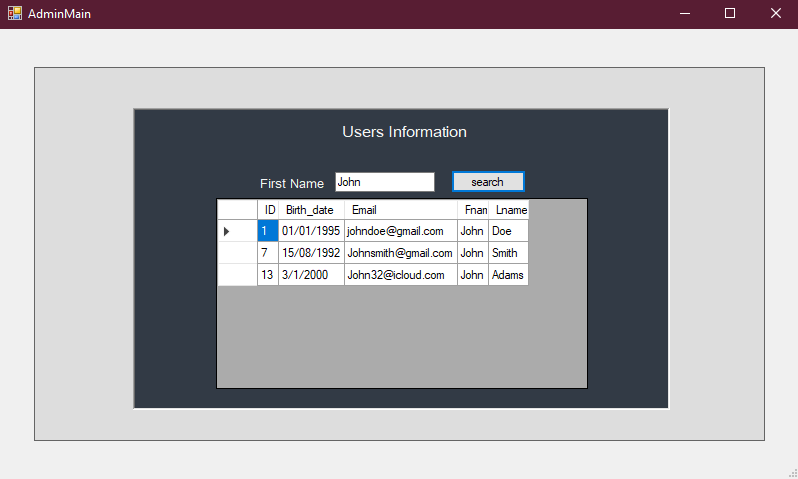 AdminMain
Users Information
First Name John search
ID Birth_date Email Fnan Lname
1 01/01/1995 johndoe@gmail.com John Doe
7 15/08/1992 Johnsmith@gmail.com John Smith
13 3/1/2000 John32@icloud.com John Adams